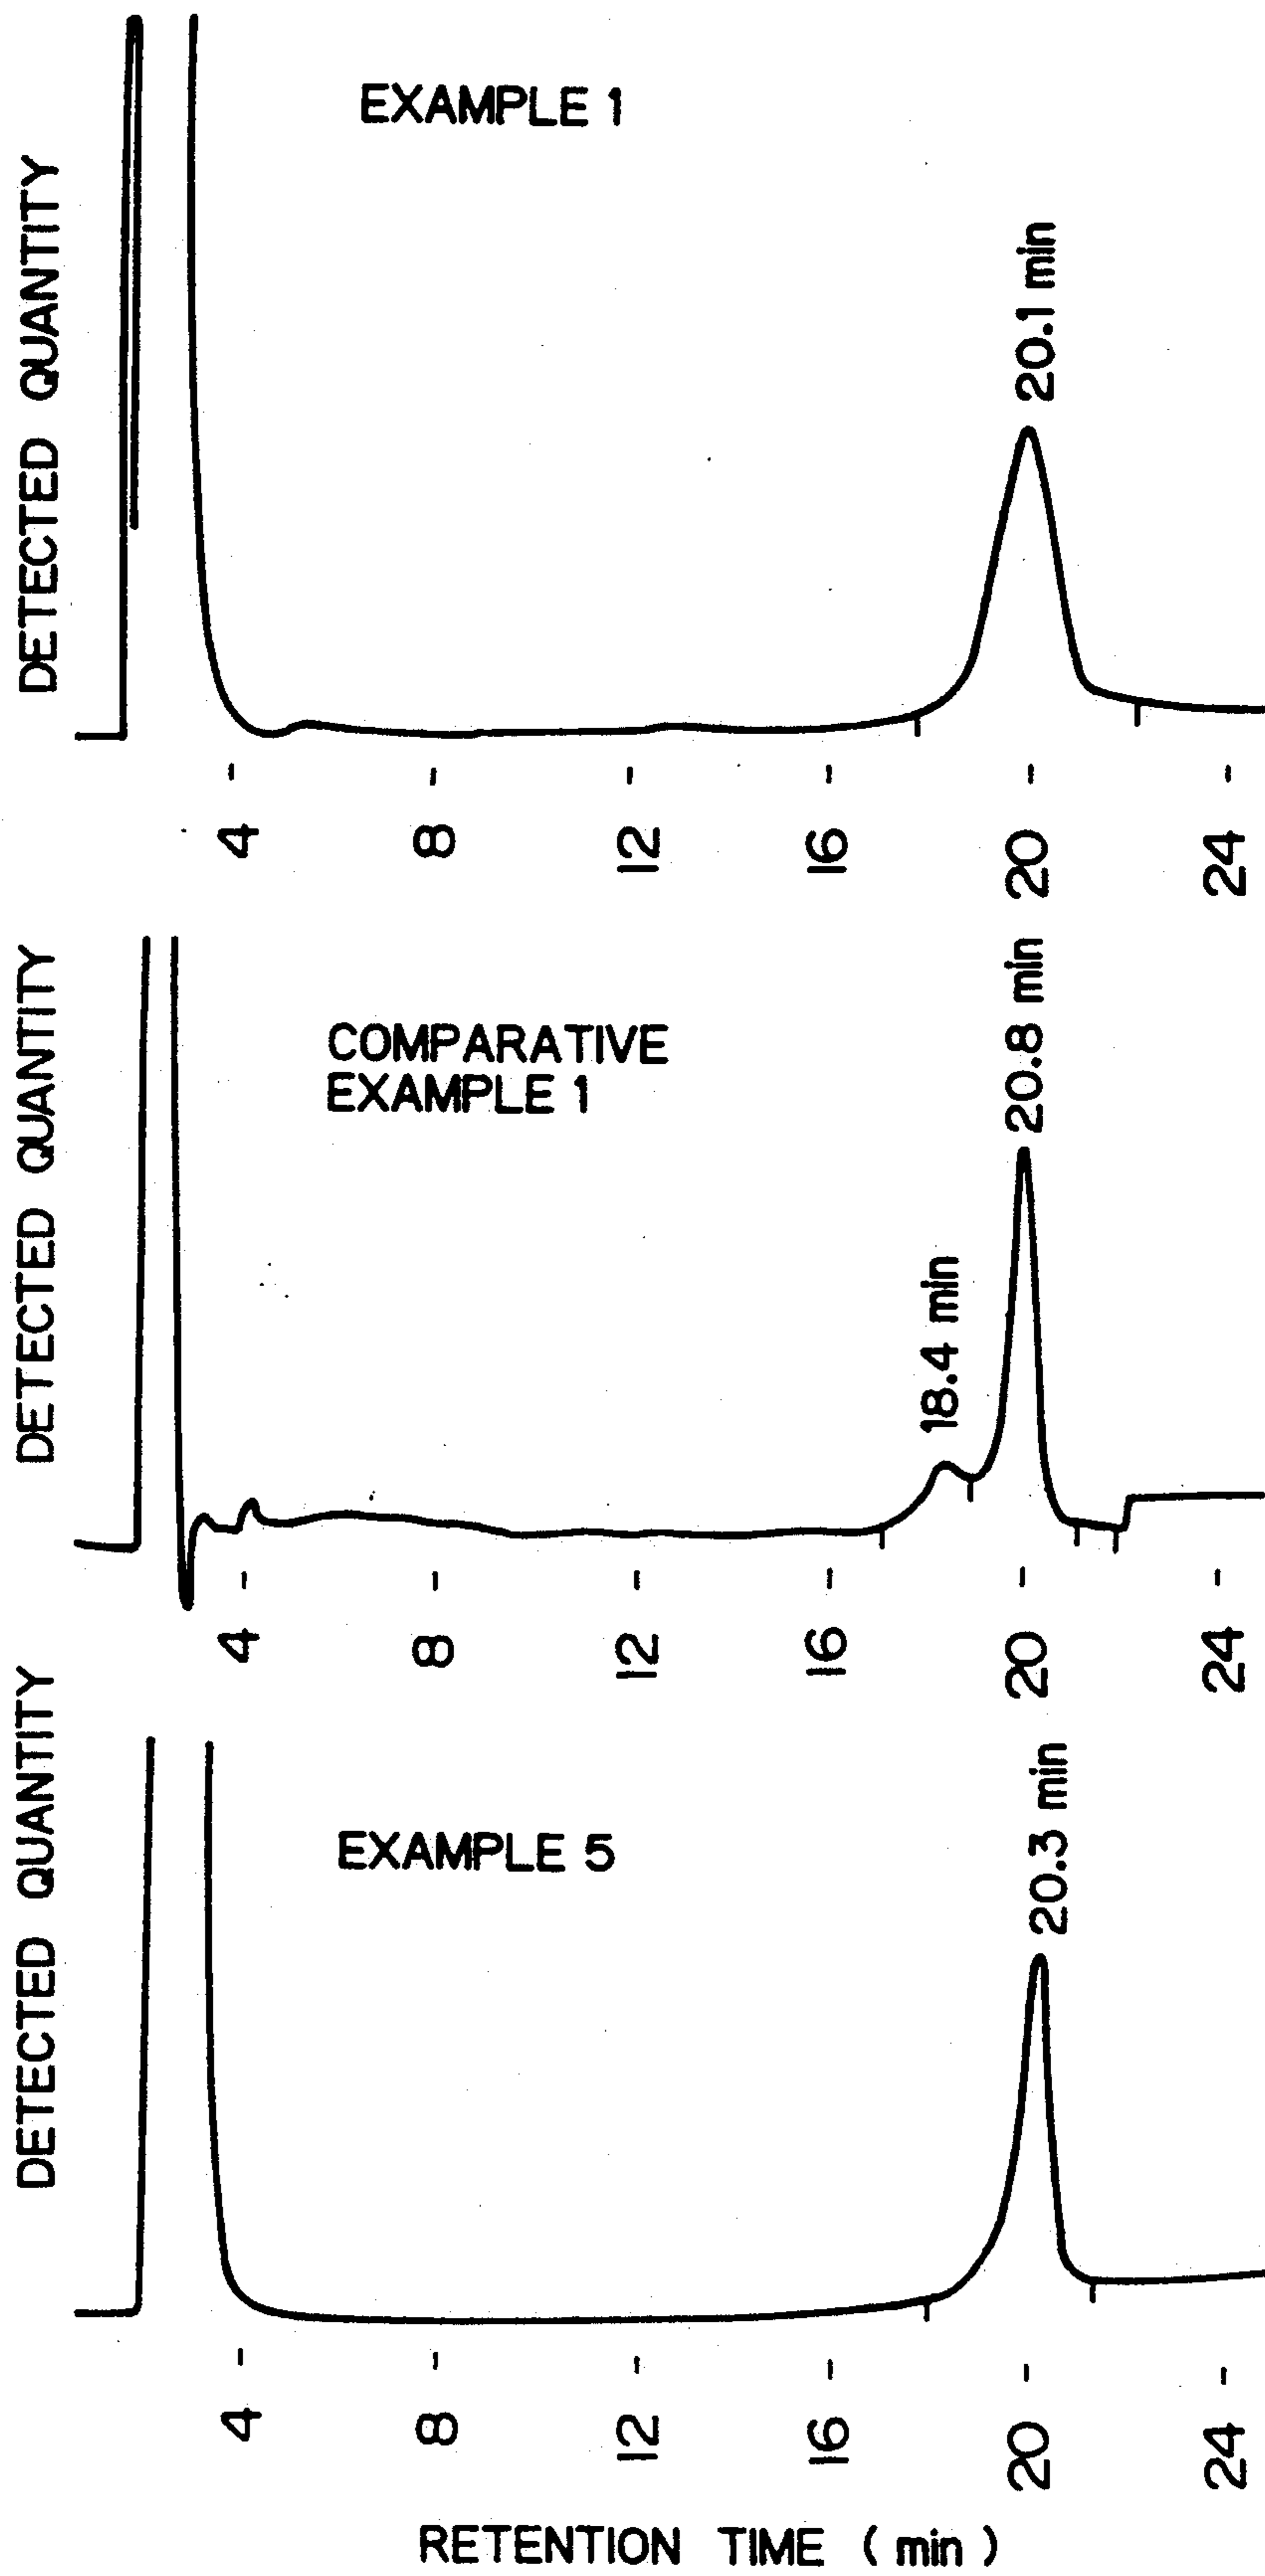 DETECTED QUANTITY
EXAMPLE 1
20.1 min
4 8 12 16 20 24
DETECTED QUANTITY
COMPARATIVE
EXAMPLE 1
18.4 min
20.8 min
4 8 12 16 20 24
DETECTED QUANTITY
EXAMPLE 5
20.3 min
4 8 12 16 20 24
RETENTION TIME ( min )